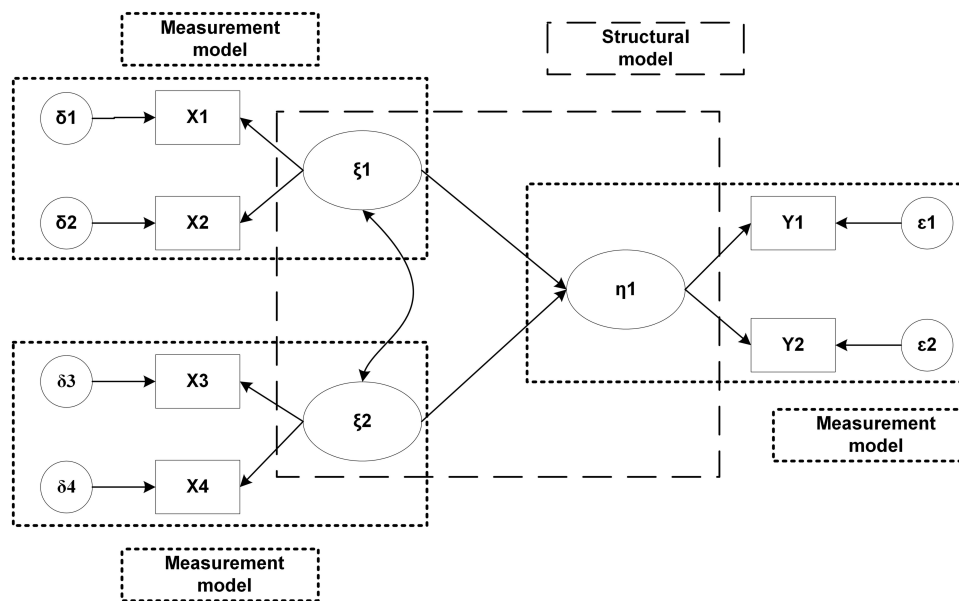 Measurement
model
Structural
model
δ1
X1
ξ1
δ2
X2
Y1
ε1
η1
Y2
ε2
δ3
X3
ξ2
δ4
X4
Measurement
model
Measurement
model